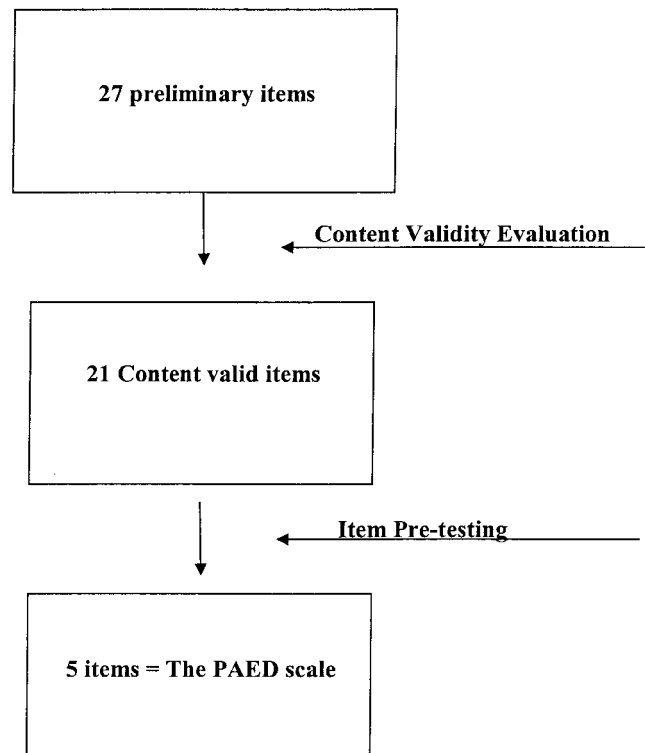 27 preliminary items
Content Validity Evaluation
21 Content valid items
Item Pre-testing
5 items = The PAED scale